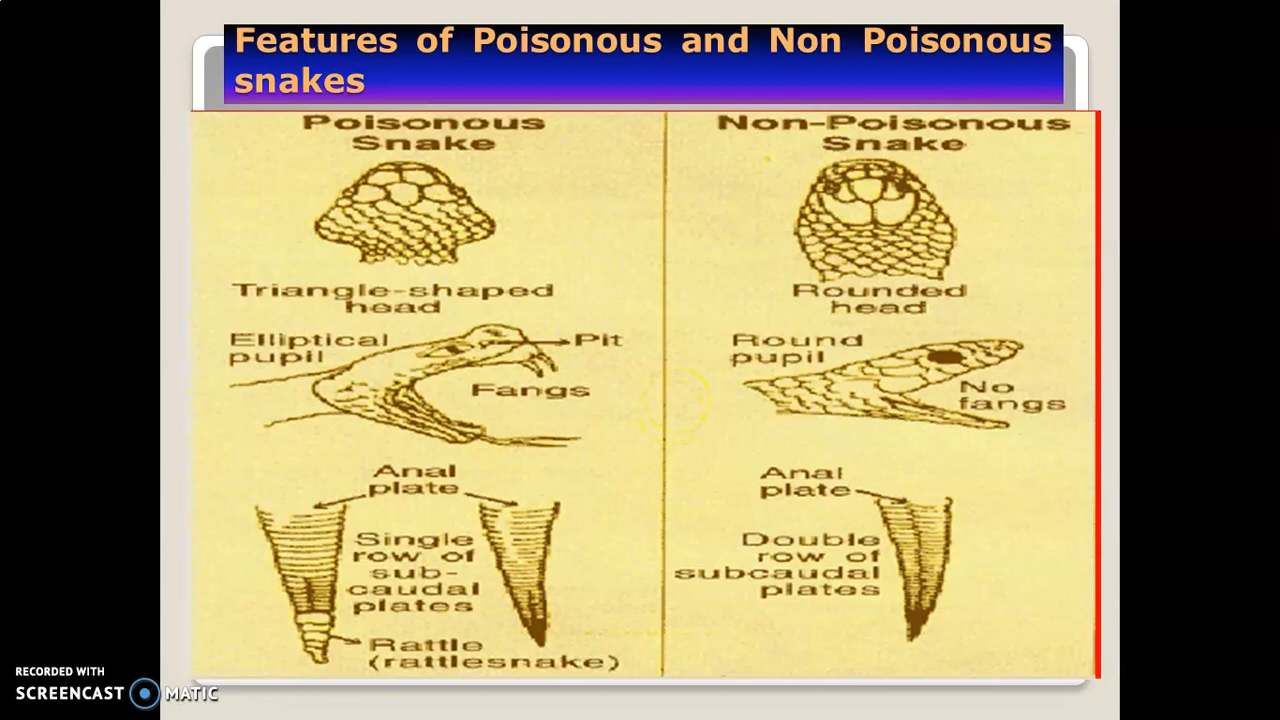 Features of Poisonous and Non Poisonous
snakes
Poisonous
Snake
Triangle-shaped
head
Elliptical
pupil
Pit
Fangs
Anal
plate
Single
row of
sub-
caudal
plates
Rattle
(rattlesnake)
Non-Poisonous
Snake
Rounded
head
Round
pupil
No
fangs
Anal
plate
Double
row of
subcaudal
plates
RECORDED WITH
SCREENCAST MATIC